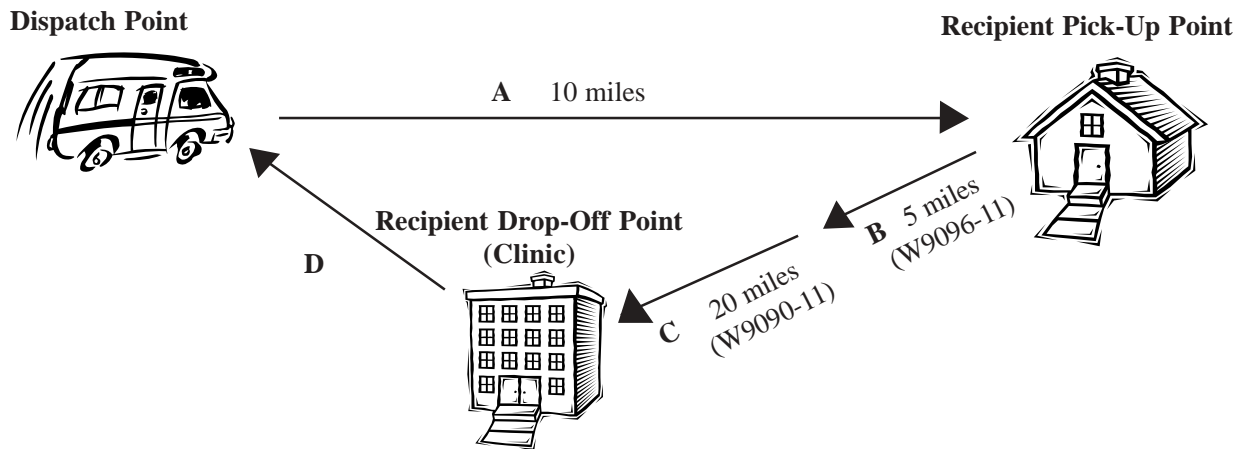 Dispatch Point
Recipient Pick-Up Point
A 10 miles
B 5 miles
(W9096-11)
Recipient Drop-Off Point
(Clinic)
D
C 20 miles
(W9090-11)